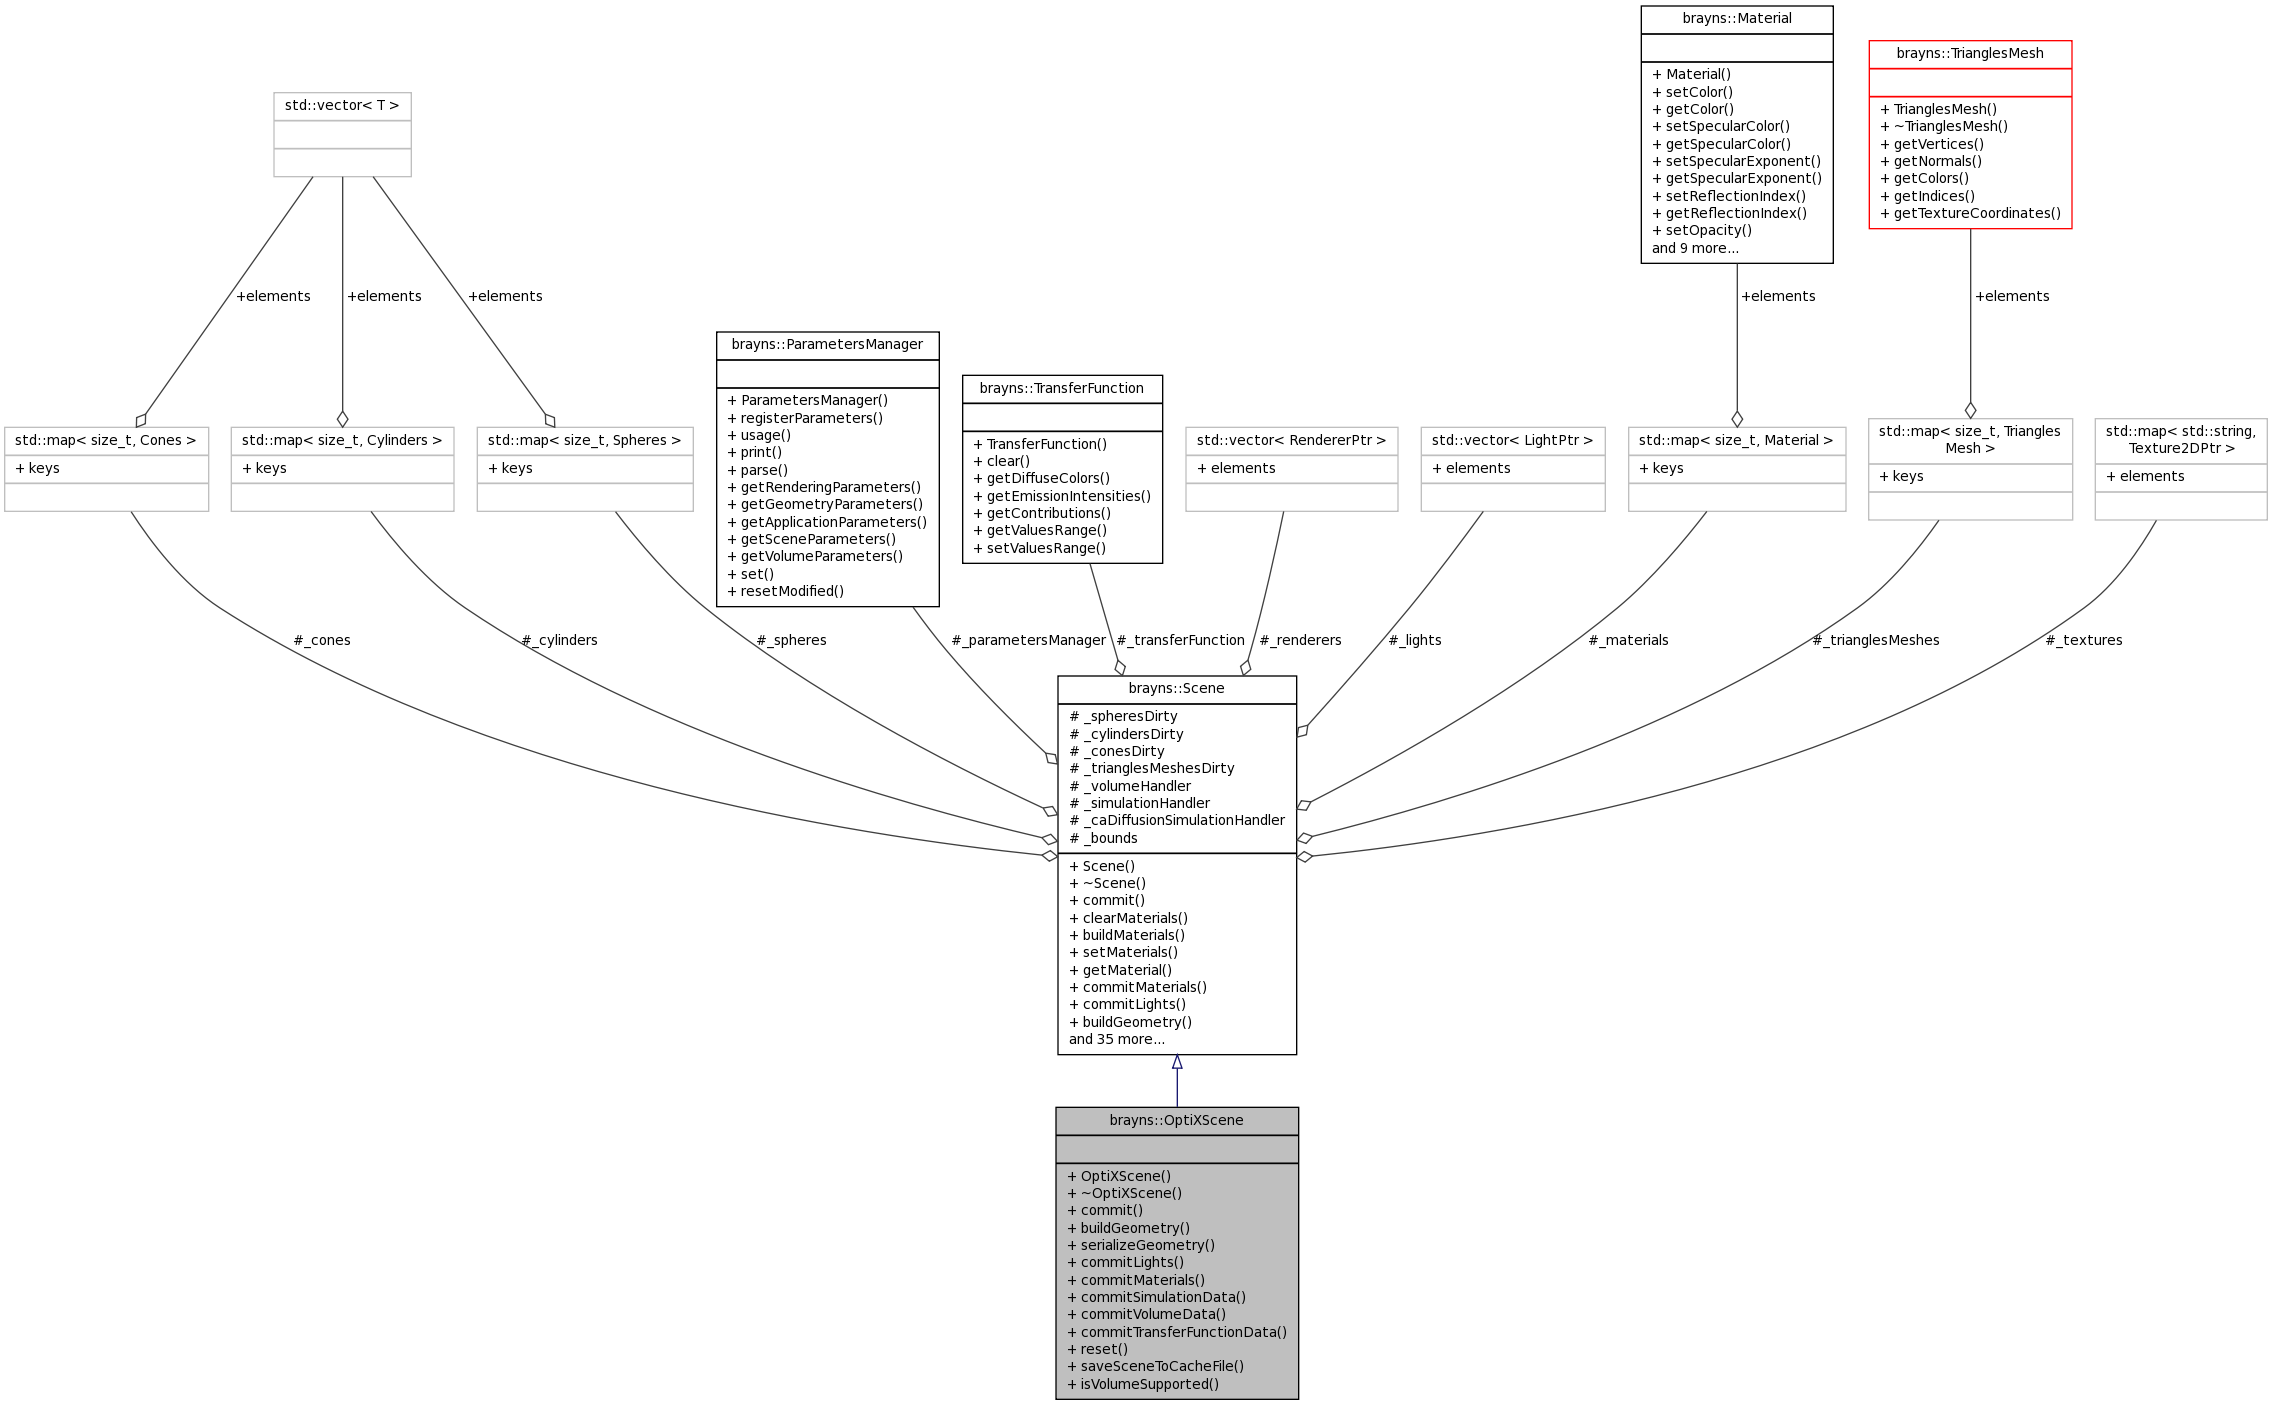 brayns::Material
+ Material()
+ setColor()
+ getColor()
+ setSpecularColor()
+ getSpecularColor()
+ setSpecularExponent()
+ getSpecularExponent()
+ setReflectionIndex()
+ getReflectionIndex()
+ setOpacity()
and 9 more...
brayns::TrianglesMesh
+ TrianglesMesh()
+ ~TrianglesMesh()
+ getVertices()
+ getNormals()
+ getColors()
+ getIndices()
+ getTextureCoordinates()
std::vector< T >
+elements
+elements
+elements
+elements
+elements
std::map< size_t, Cones >
+ keys
std::map< size_t, Cylinders >
+ keys
std::map< size_t, Spheres >
+ keys
brayns::ParametersManager
+ ParametersManager()
+ registerParameters()
+ usage()
+ print()
+ parse()
+ getRenderingParameters()
+ getGeometryParameters()
+ getApplicationParameters()
+ getSceneParameters()
+ getVolumeParameters()
+ set()
+ resetModified()
brayns::TransferFunction
+ TransferFunction()
+ clear()
+ getDiffuseColors()
+ getEmissionIntensities()
+ getContributions()
+ getValuesRange()
+ setValuesRange()
std::vector< RendererPtr >
+ elements
std::vector< LightPtr >
+ elements
std::map< size_t, Material >
+ keys
std::map< size_t, Triangles
Mesh >
+ keys
std::map< std::string,
Texture2DPtr >
+ elements
#_cones
#_cylinders
#_spheres
#_parametersManager
#_transferFunction
#_renderers
#_lights
#_materials
#_trianglesMeshes
#_textures
brayns::Scene
# _spheresDirty
# _cylindersDirty
# _conesDirty
# _trianglesMeshesDirty
# _volumeHandler
# _simulationHandler
# _caDiffusionSimulationHandler
# _bounds
+ Scene()
+ ~Scene()
+ commit()
+ clearMaterials()
+ buildMaterials()
+ setMaterials()
+ getMaterial()
+ commitMaterials()
+ commitLights()
+ buildGeometry()
and 35 more...
brayns::OptiXScene
+ OptiXScene()
+ ~OptiXScene()
+ commit()
+ buildGeometry()
+ serializeGeometry()
+ commitLights()
+ commitMaterials()
+ commitSimulationData()
+ commitVolumeData()
+ commitTransferFunctionData()
+ reset()
+ saveSceneToCacheFile()
+ isVolumeSupported()